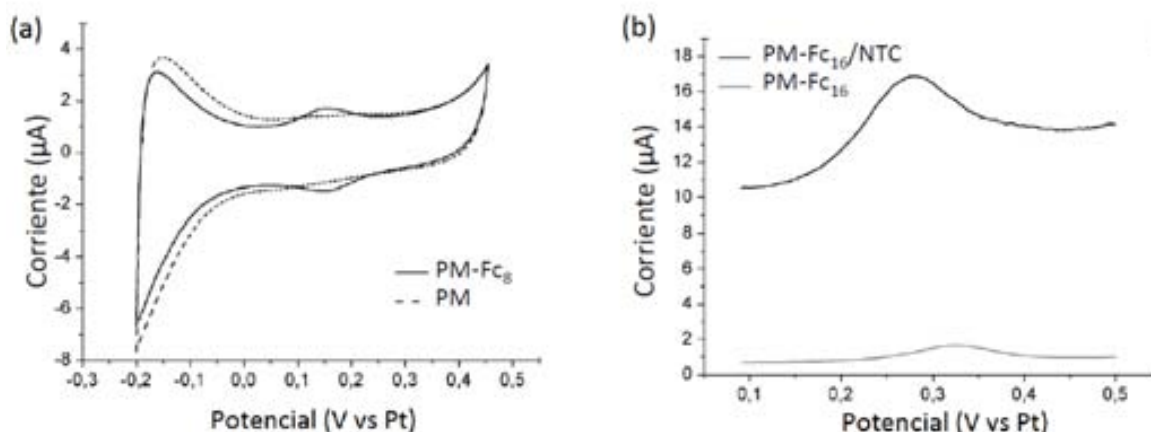 (a)
Corriente (µA)
4
2
0
-2
-4
-6
-8
PM-Fc8
PM
-0,3 -0,2 -0,1 0,0 0,1 0,2 0,3 0,4 0,5
Potencial (V vs Pt)
(b)
Corriente (µA)
18
16
14
12
10
8
6
4
2
0
PM-Fc16/NTC
PM-Fc16
0,1 0,2 0,3 0,4 0,5
Potencial (V vs Pt)